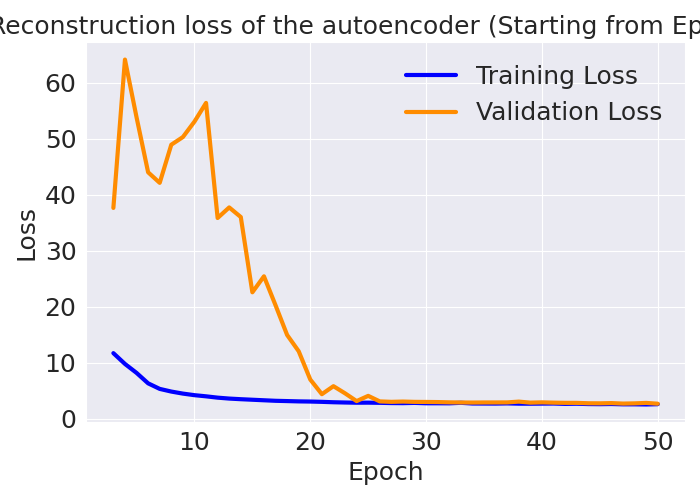 Reconstruction loss of the autoencoder (Starting from Ep
Training Loss
Validation Loss
Loss
60
50
40
30
20
10
0
10 20 30 40 50
Epoch